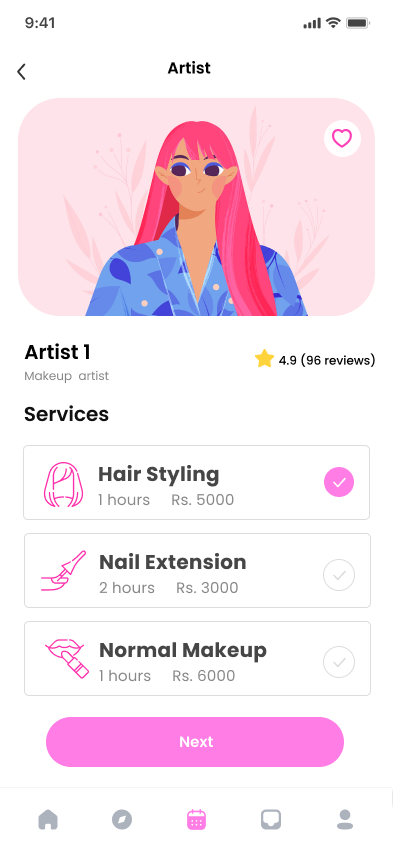 9:41
Artist
Artist 1
4.9 (96 reviews)
Makeup artist
Services
Hair Styling
1 hours Rs. 5000
Nail Extension
2 hours Rs. 3000
Normal Makeup
1 hours Rs. 6000
Next